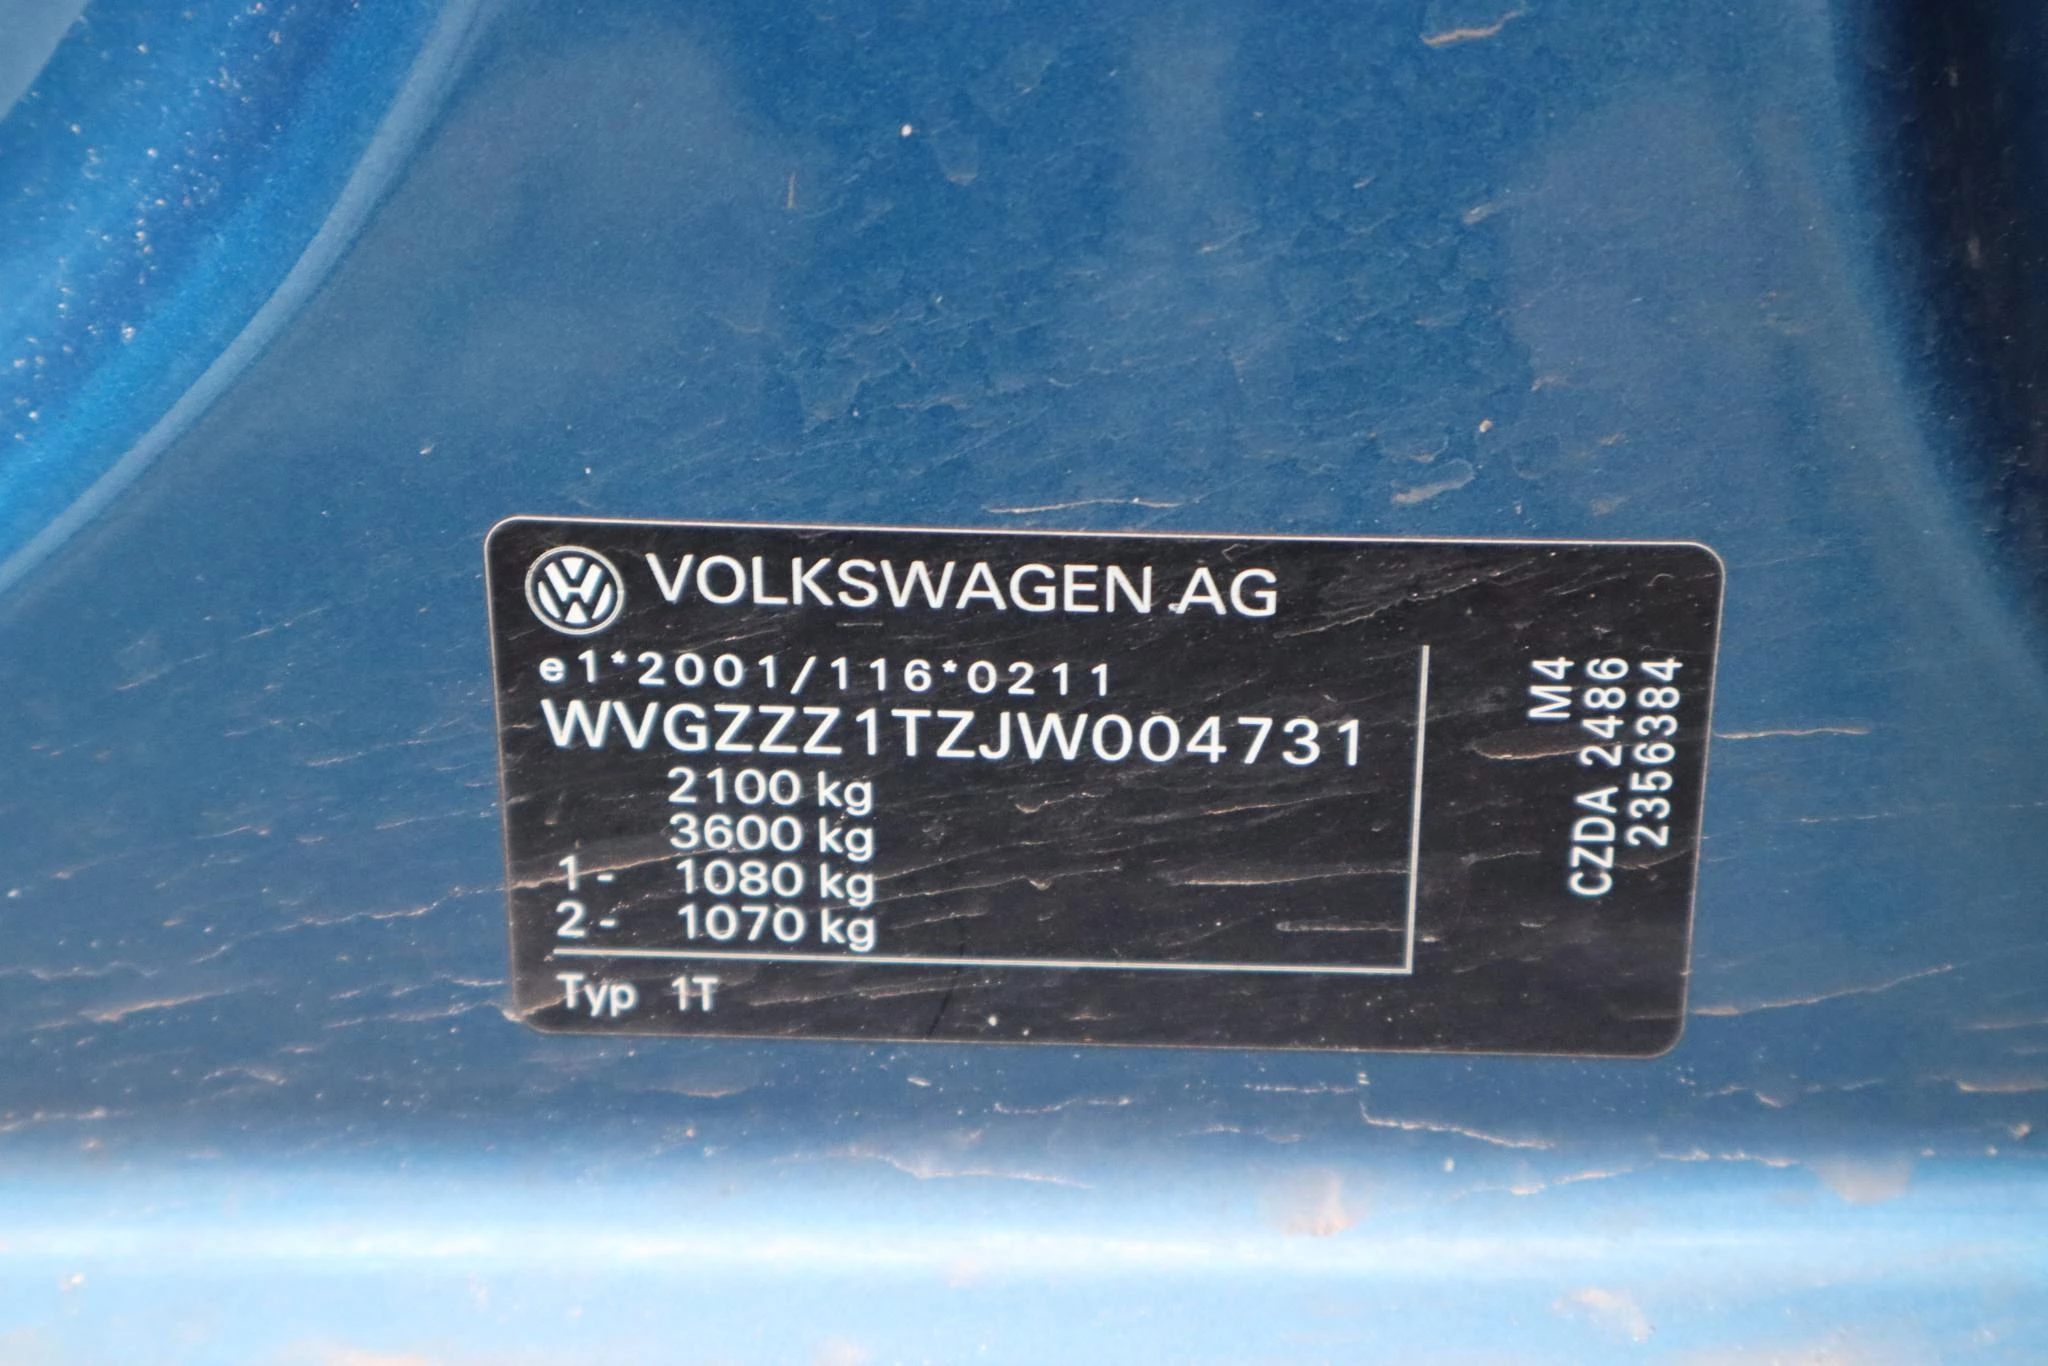 VOLKSWAGEN AG
e1*2001/116*0211
WVGZZZ1TZJW004731
2100 kg
3600 kg
1- 1080 kg
2- 1070 kg
Typ 1T
M4
CZDA 2486
2356384